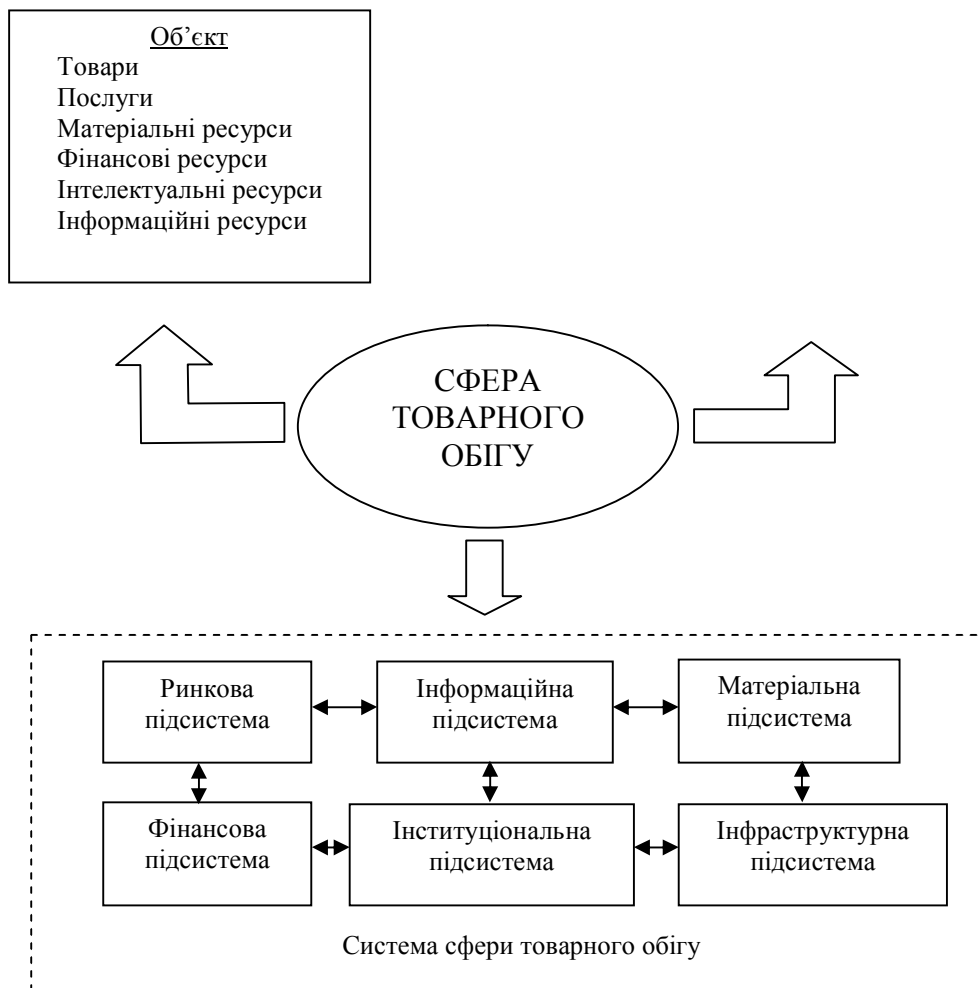 Об’єкт
Товари
Послуги
Матеріальні ресурси
Фінансові ресурси
Інтелектуальні ресурси
Інформаційні ресурси
СФЕРА
ТОВАРНОГО
ОБІГУ
Ринкова
підсистема
Інформаційна
підсистема
Матеріальна
підсистема
Фінансова
підсистема
Інституціональна
підсистема
Інфраструктурна
підсистема
Система сфери товарного обігу